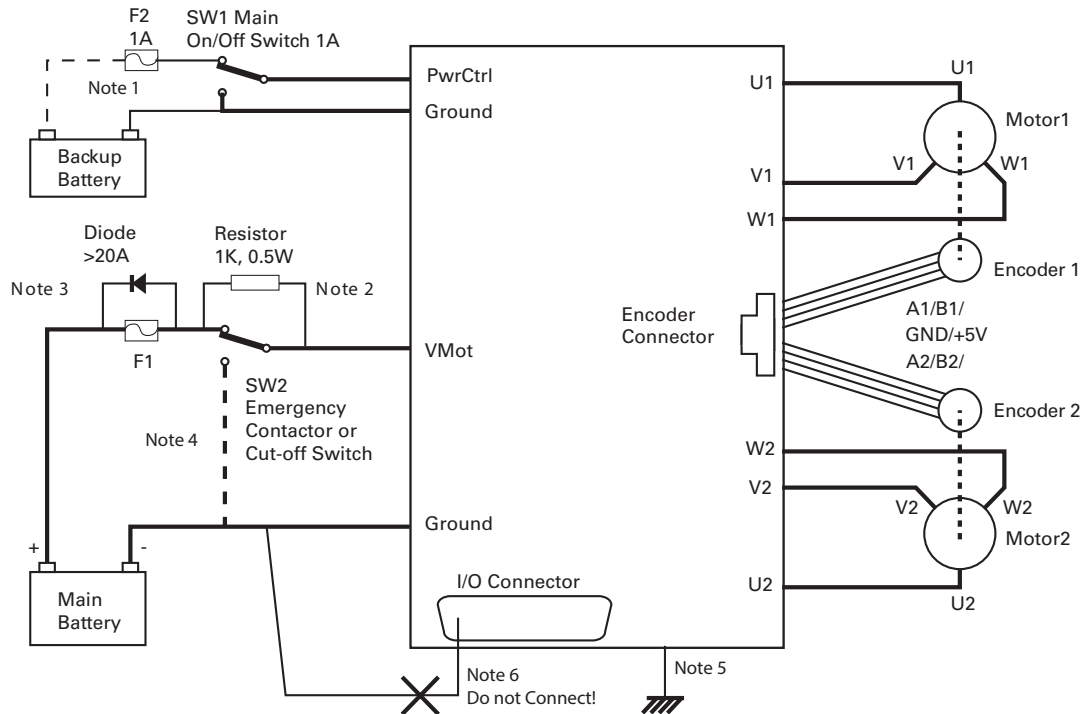 F2
1A
SW1 Main
On/Off Switch 1A
Note 1
Backup
Battery
PwrCtrl
Ground
U1
U1
Motor1
V1
W1
V1
W1
Diode
>20A
Resistor
1K, 0.5W
Note 3
Note 2
F1
VMot
SW2
Emergency
Contactor or
Cut-off Switch
Note 4
Encoder
Connector
Encoder 1
A1/B1/
GND/+5V
A2/B2/
Encoder 2
W2
V2
V2
W2
Motor2
U2
U2
Ground
+
-
Main
Battery
I/O Connector
Note 6
Do not Connect!
Note 5